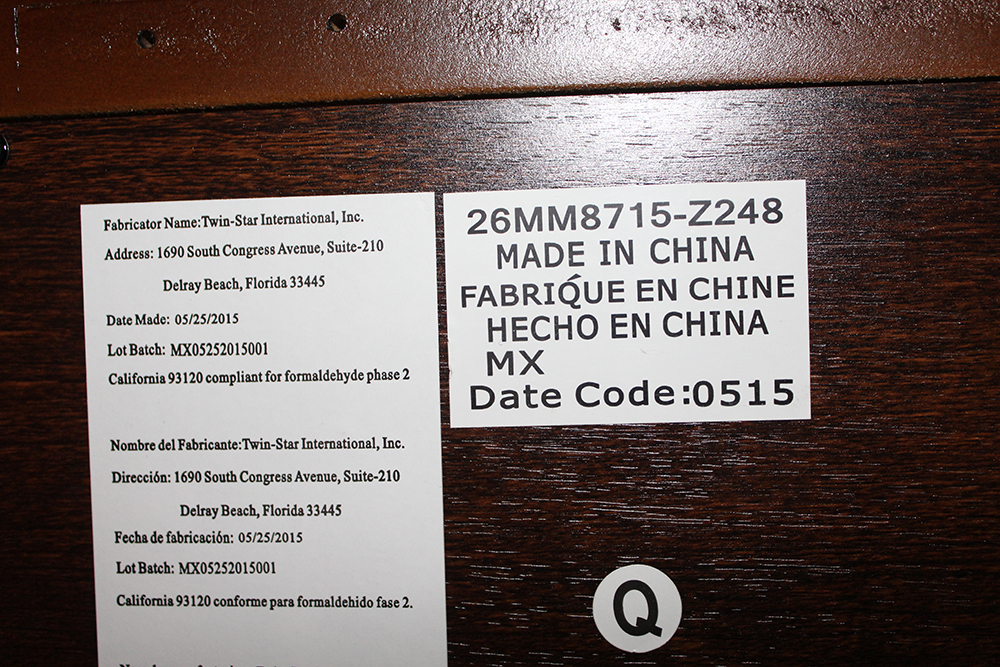 Fabricator Name:Twin-Star International, Inc.
Address: 1690 South Congress Avenue, Suite-210
Delray Beach, Florida 33445
Date Made: 05/25/2015
Lot Batch: MX05252015001
California 93120 compliant for formaldehyde phase 2
Nombre del Fabricante:Twin-Star International, Inc.
Dirección: 1690 South Congress Avenue, Suite-210
Delray Beach, Florida 33445
Fecha de fabricación: 05/25/2015
Lot Batch: MX05252015001
California 93120 conforme para formaldehido fase 2.
26MM8715-Z248
MADE IN CHINA
FABRIQ́UE EN CHINE
HECHO EN CHINA
MX
Date Code:0515
Q